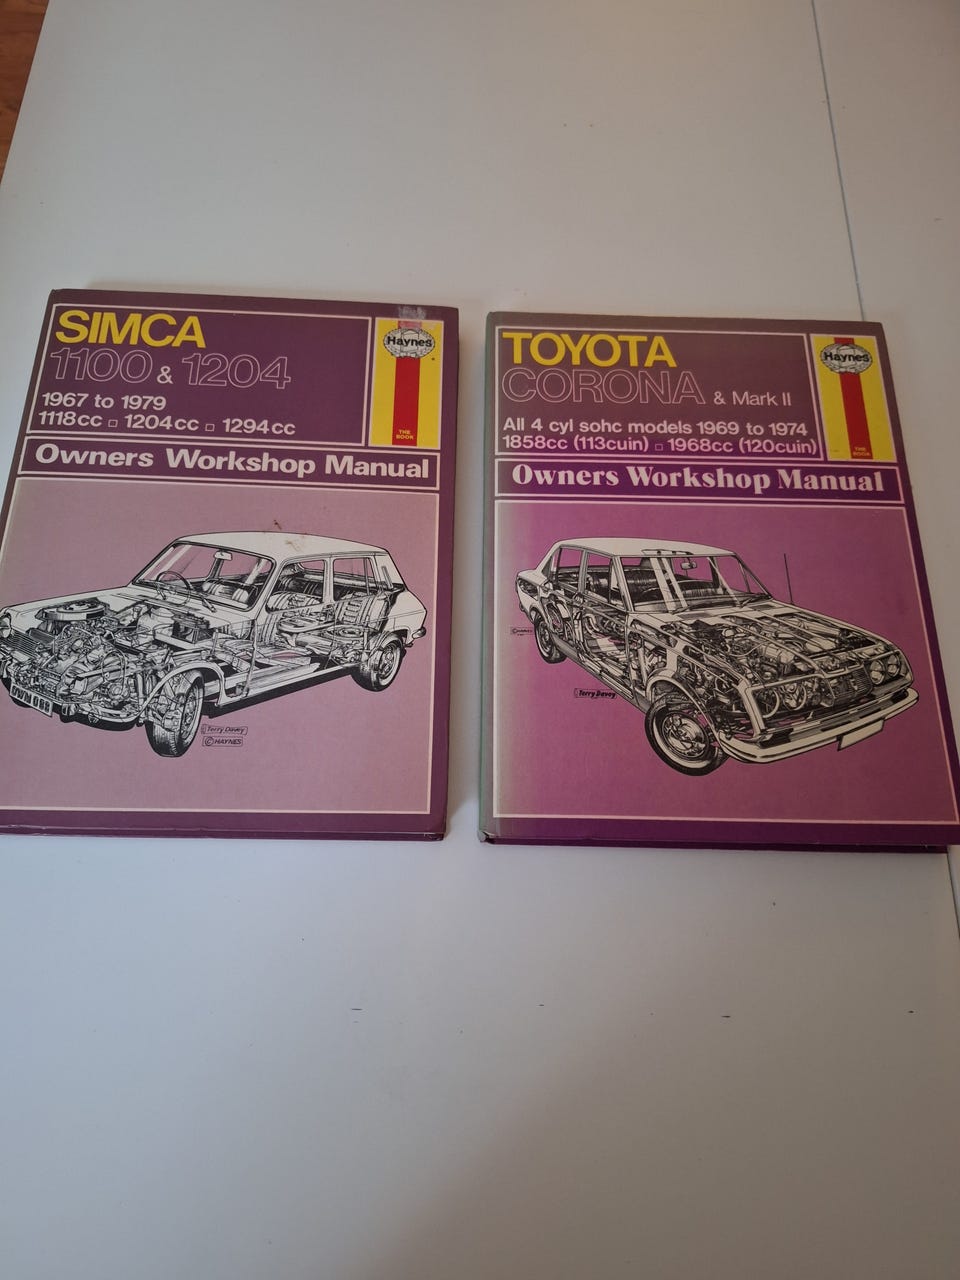 SIMCA
1100 & 1204
1967 to 1979
1118cc 1204cc 1294cc
Haynes
THE
BOOK
Owners Workshop Manual
Terry Davey
© HAYNES
TOYOTA
CORONA & Mark II
All 4 cyl sohc models 1969 to 1974
1858cc (113cuin) 1968cc (120cuin)
Haynes
THE
BOOK
Owners Workshop Manual
© HAYNES
Terry Davey